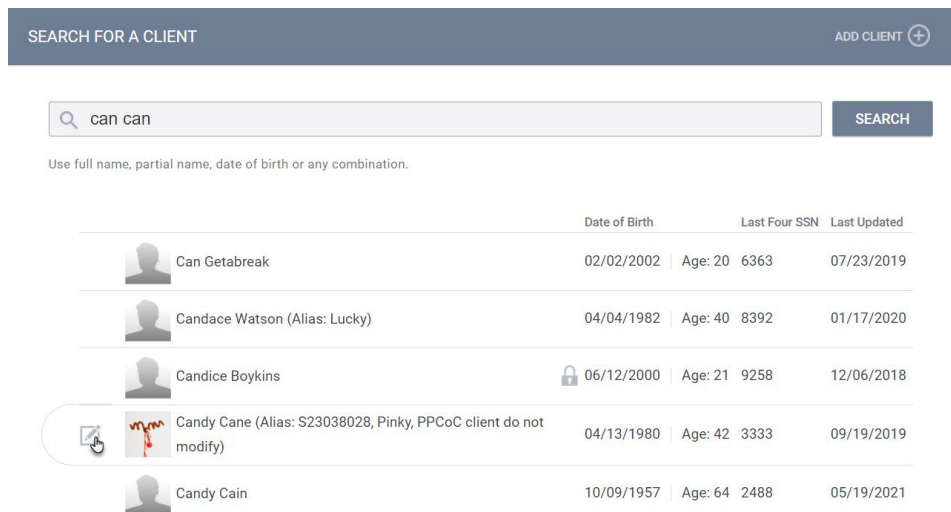 SEARCH FOR A CLIENT ADD CLIENT
can can SEARCH
Use full name, partial name, date of birth or any combination.
Date of Birth Last Four SSN Last Updated
Can Getabreak 02/02/2002 Age: 20 6363 07/23/2019
Candace Watson (Alias: Lucky) 04/04/1982 Age: 40 8392 01/17/2020
Candice Boykins 06/12/2000 Age: 21 9258 12/06/2018
Candy Cane (Alias: S23038028, Pinky, PPCoC client do not
modify) 04/13/1980 Age: 42 3333 09/19/2019
Candy Cain 10/09/1957 Age: 64 2488 05/19/2021